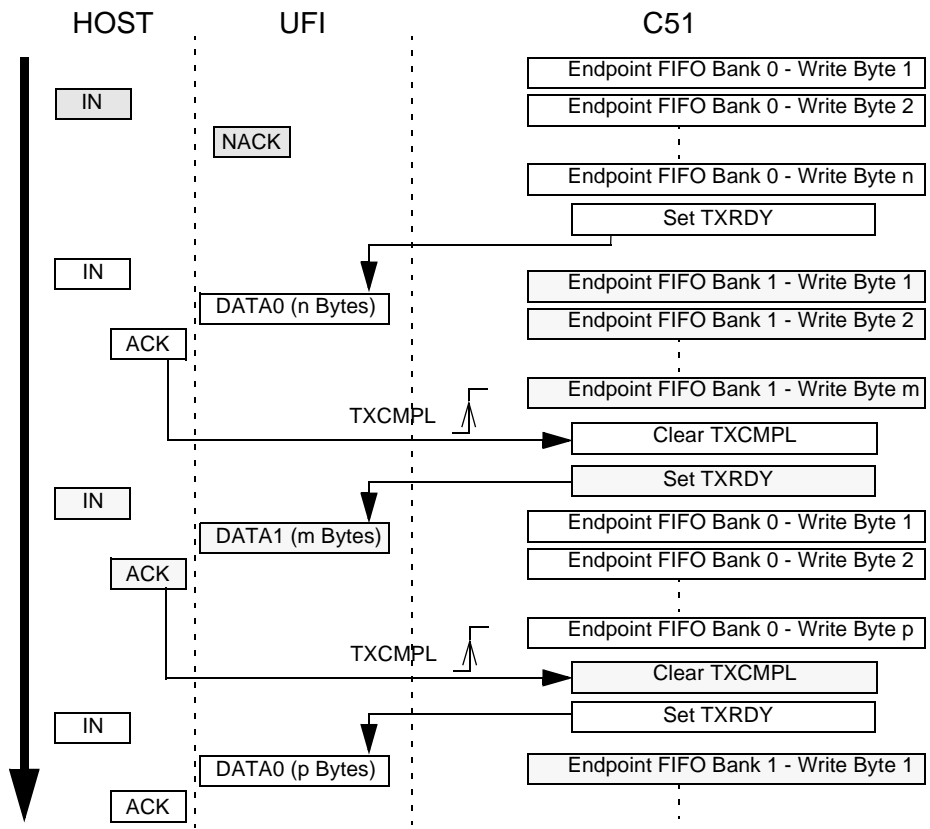 HOST UFI C51
Endpoint FIFO Bank 0 - Write Byte 1
IN
Endpoint FIFO Bank 0 - Write Byte 2
NACK
Endpoint FIFO Bank 0 - Write Byte n
Set TXRDY
IN
Endpoint FIFO Bank 1 - Write Byte 1
DATA0 (n Bytes)
Endpoint FIFO Bank 1 - Write Byte 2
ACK
Endpoint FIFO Bank 1 - Write Byte m
TXCMPL
Clear TXCMPL
Set TXRDY
IN
Endpoint FIFO Bank 0 - Write Byte 1
DATA1 (m Bytes)
Endpoint FIFO Bank 0 - Write Byte 2
ACK
Endpoint FIFO Bank 0 - Write Byte p
TXCMPL
Clear TXCMPL
Set TXRDY
IN
DATA0 (p Bytes)
Endpoint FIFO Bank 1 - Write Byte 1
ACK